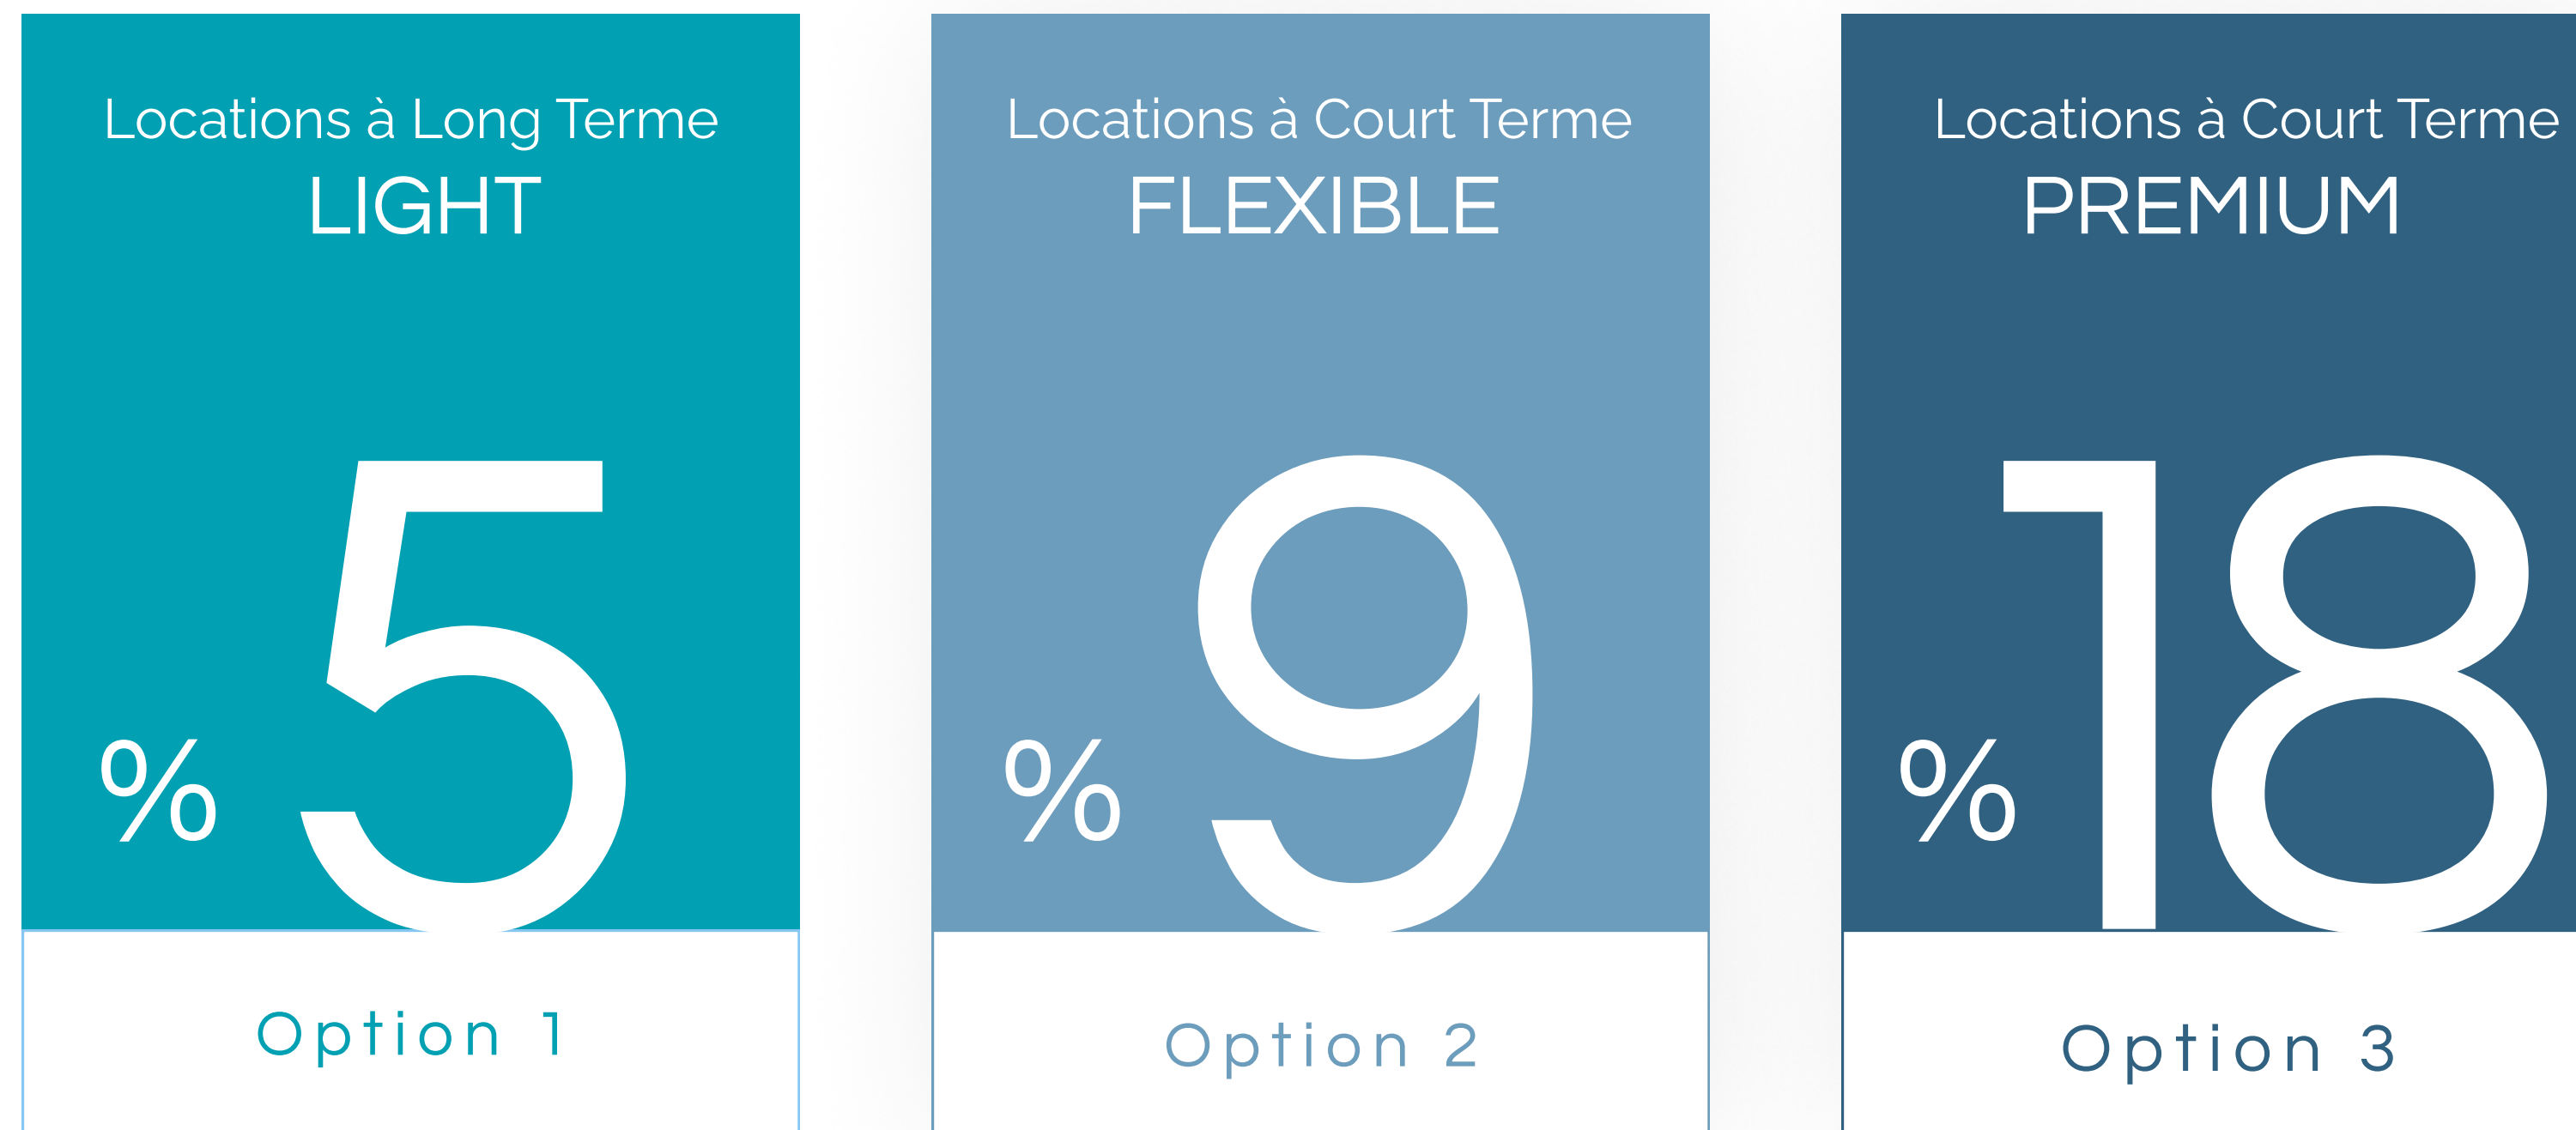 Locations à Long Terme
LIGHT
% 5
Option 1
Locations à Court Terme
FLEXIBLE
% 9
Option 2
Locations à Court Terme
PREMIUM
% 18
Option 3